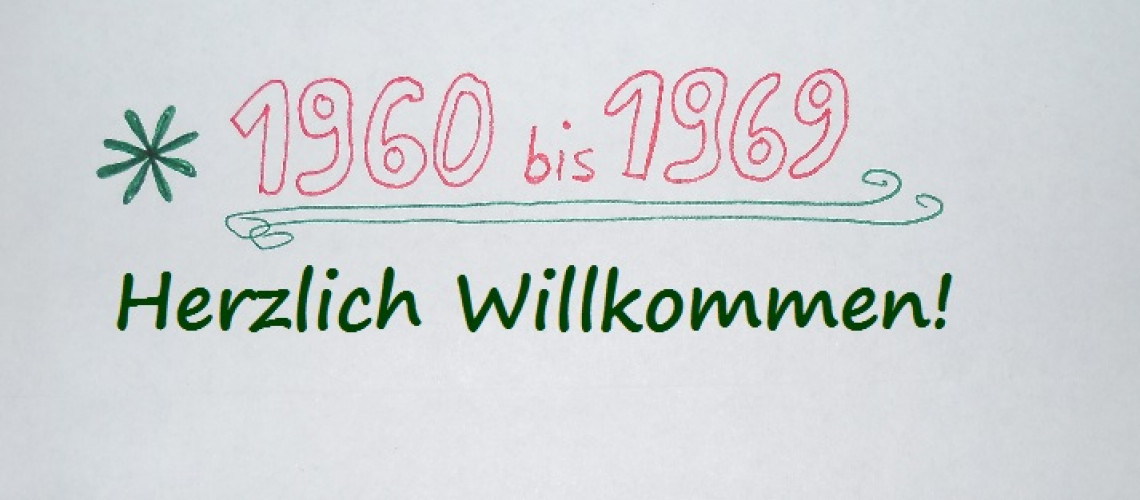 * 1960 bis 1969
Herzlich Willkommen!